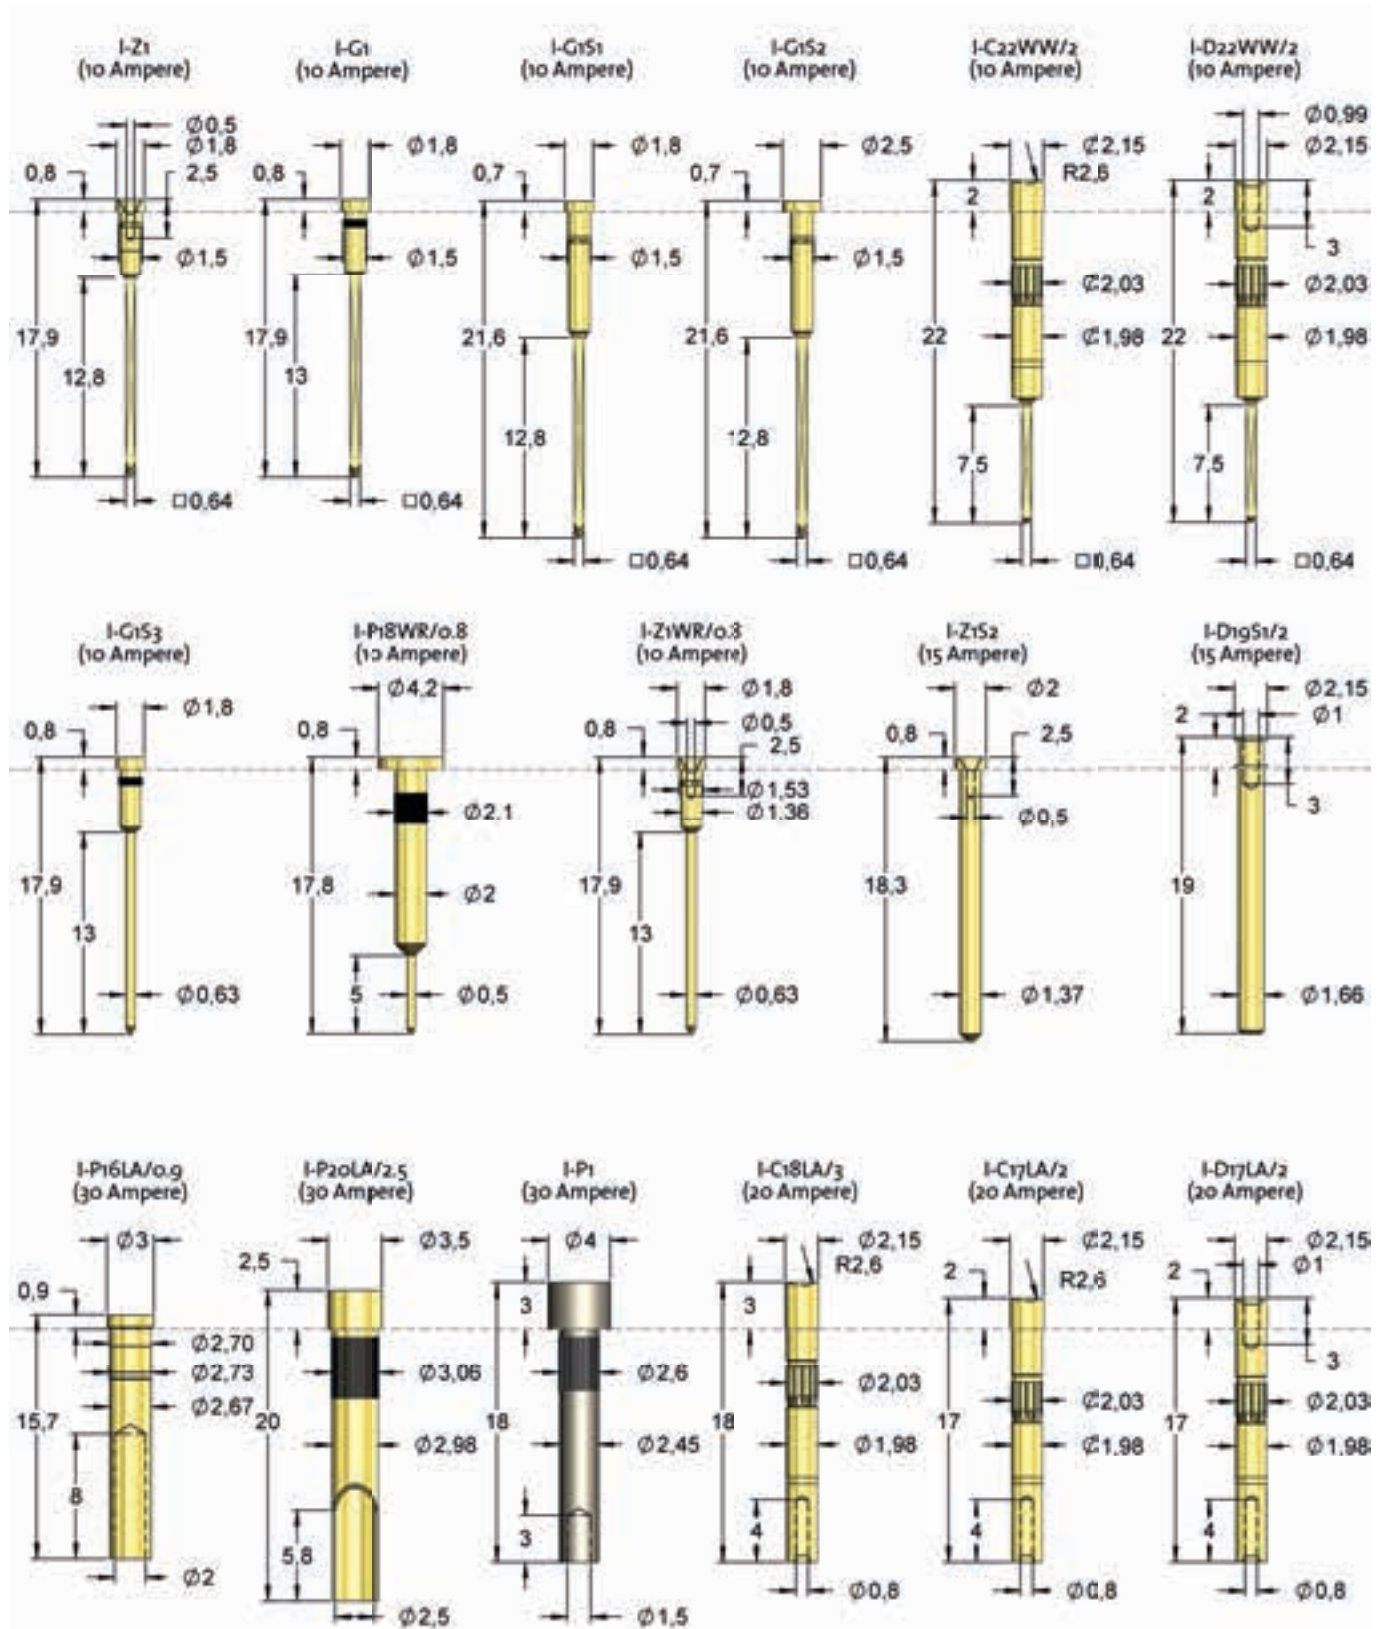 I-Z1
(10 Ampere)
Ø0,5
Ø1,8
0,8
2,5
Ø1,5
17,9
12,8
□0,64
I-G1
(10 Ampere)
Ø1,8
0,8
17,9
13
□0,64
I-G1S1
(10 Ampere)
Ø1,8
0,7
Ø1,5
21,6
12,8
□0,64
I-G1S2
(10 Ampere)
Ø2,5
0,7
Ø1,5
21,6
12,8
□0,64
I-C22WW/2
(10 Ampere)
Ø2,15
R2,6
2
Ø2,03
22
Ø1,98
7,5
□0,64
I-D22WW/2
(10 Ampere)
Ø0,99
Ø2,15
2
3
Ø2,03
22
Ø1,98
7,5
□0,64
I-G1S3
(10 Ampere)
Ø1,8
0,8
17,9
13
Ø0,63
I-P18WR/0.8
(10 Ampere)
Ø4,2
0,8
Ø2.1
17,8
Ø2
5
Ø0,5
I-Z1WR/0.8
(10 Ampere)
Ø1,8
0,8
Ø0,5
2,5
Ø1,53
Ø1.36
17,9
13
Ø0,63
I-Z1S2
(15 Ampere)
Ø2
0,8
2,5
Ø0,5
18,3
Ø1,37
I-D19S1/2
(15 Ampere)
Ø2,15
2
Ø1
3
19
Ø1,66
I-P16LA/0.9
(30 Ampere)
Ø3
0,9
Ø2,70
Ø2,73
Ø2,67
15,7
8
Ø2
I-P20LA/2.5
(30 Ampere)
Ø3,5
2,5
Ø3,06
20
Ø2,98
5,8
Ø2,5
I-P1
(30 Ampere)
Ø4
3
Ø2,6
18
Ø2,45
3
Ø1,5
I-C18LA/3
(20 Ampere)
Ø2,15
R2,6
3
Ø2,03
18
Ø1,98
4
Ø0,8
I-C17LA/2
(20 Ampere)
Ø2,15
2
R2,6
Ø2,03
17
Ø1,98
4
Ø0,8
I-D17LA/2
(20 Ampere)
Ø2,15
2
Ø1
3
Ø2,03
17
Ø1,98
4
Ø0,8